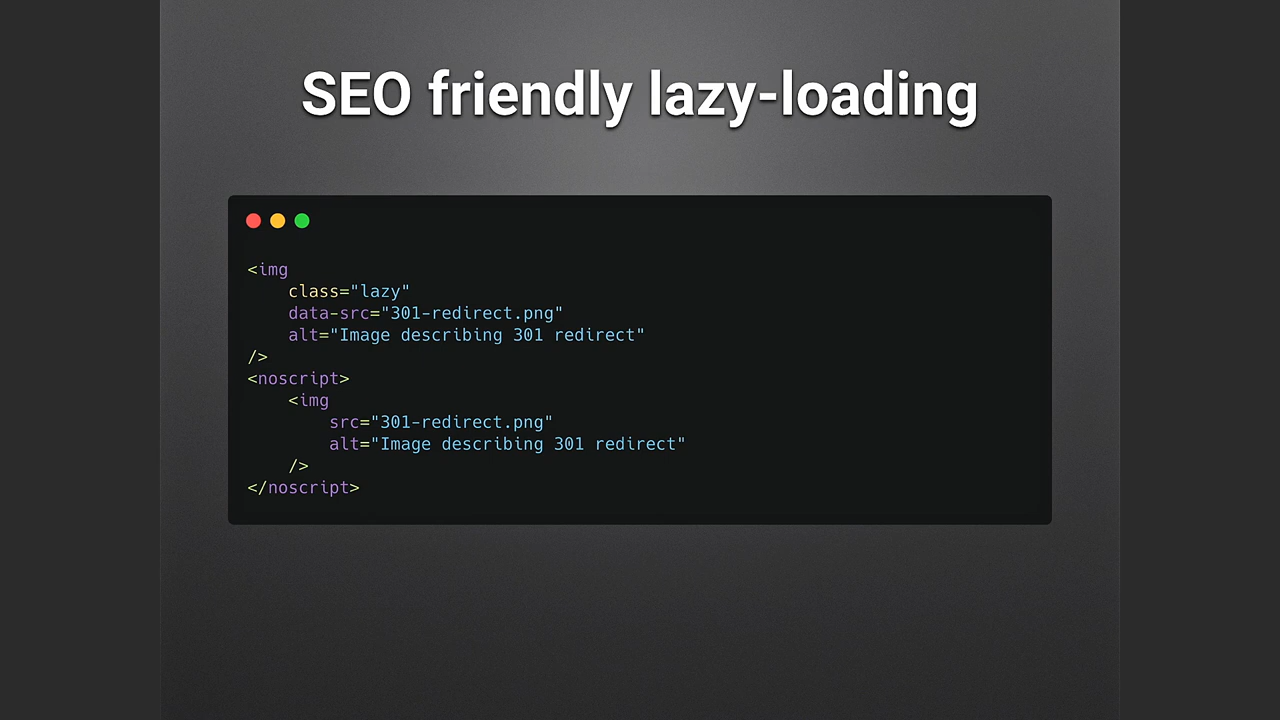 SEO friendly lazy-loading
<img
    class="lazy"
    data-src="301-redirect.png"
    alt="Image describing 301 redirect"
/>
<noscript>
    <img
        src="301-redirect.png"
        alt="Image describing 301 redirect"
    />
</noscript>